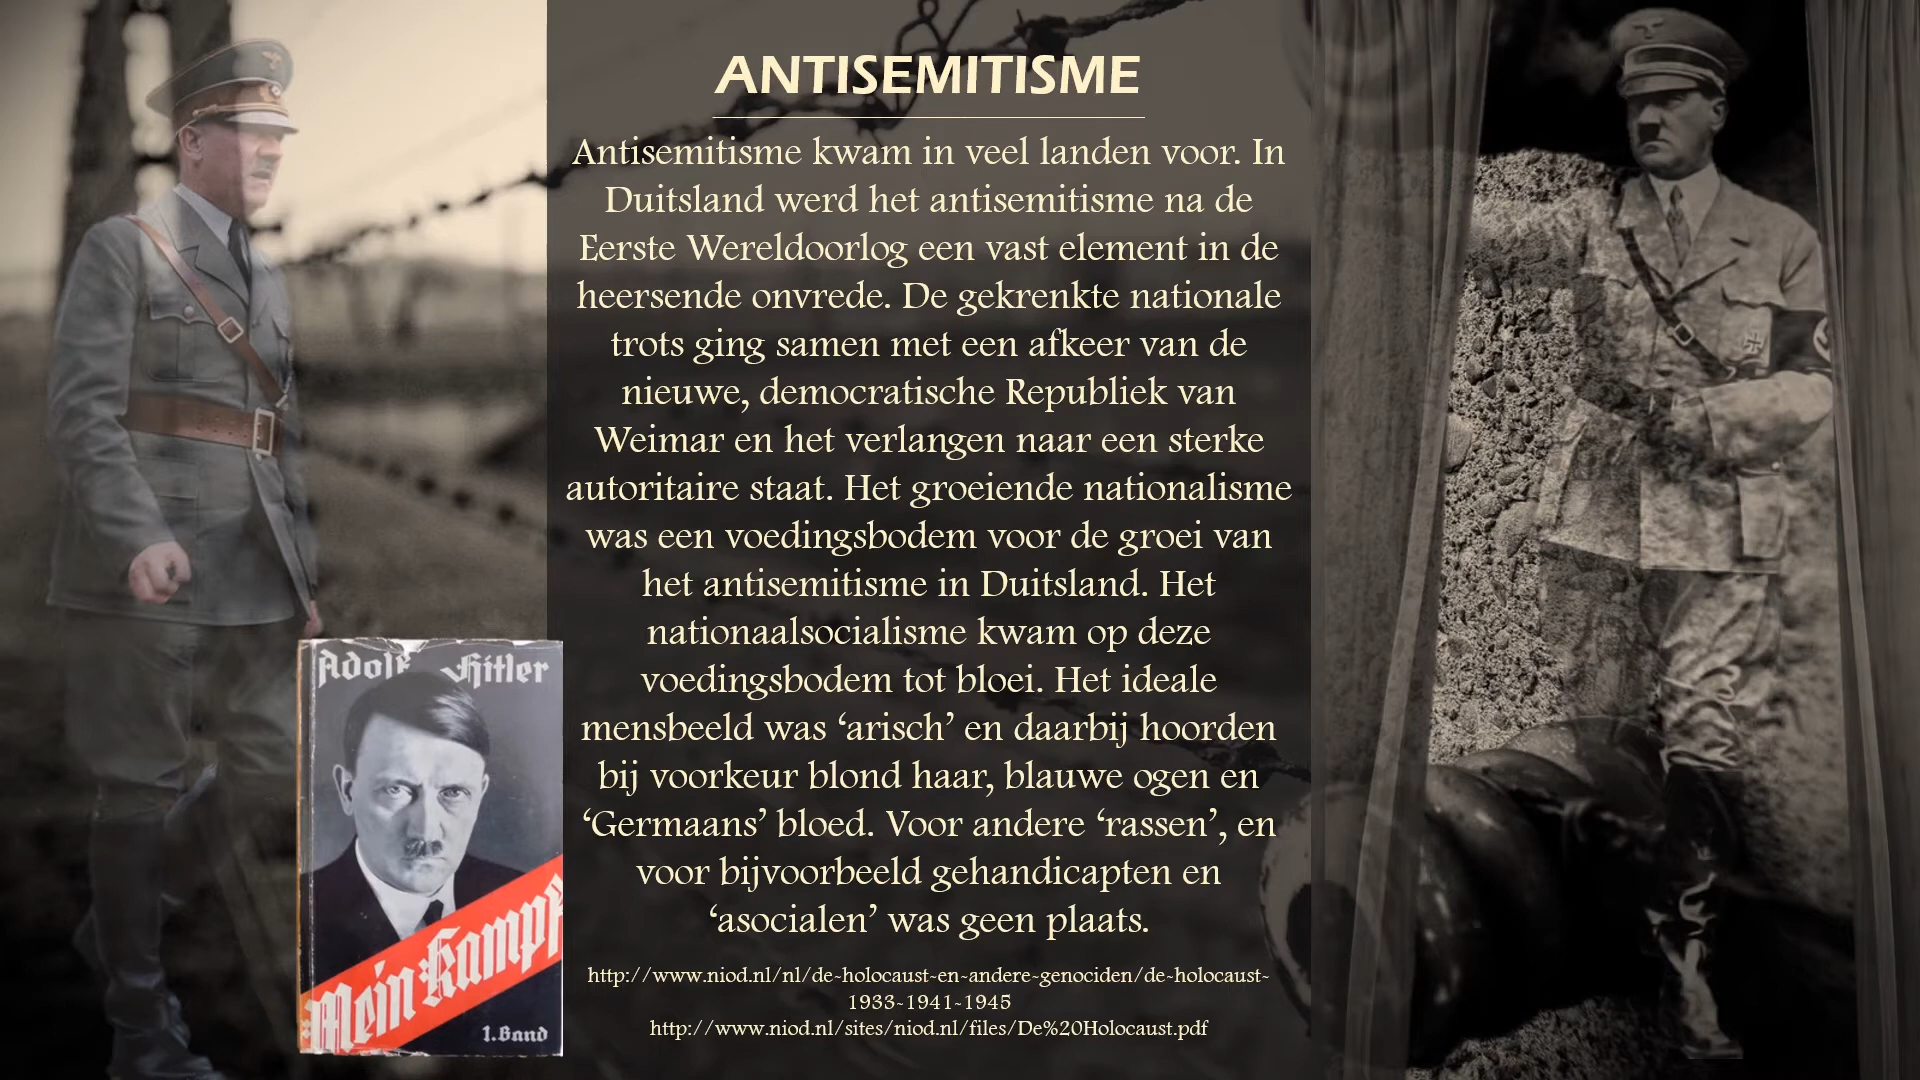 ANTISEMITISME
Antisemitisme kwam in veel landen voor. In
Duitsland werd het antisemitisme na de
Eerste Wereldoorlog een vast element in de
heersende onvrede. De gekrenkte nationale
trots ging samen met een afkeer van de
nieuwe, democratische Republiek van
Weimar en het verlangen naar een sterke
autoritaire staat. Het groeiende nationalisme
was een voedingsbodem voor de groei van
het antisemitisme in Duitsland. Het
nationaalsocialisme kwam op deze
voedingsbodem tot bloei. Het ideale
mensbeeld was ‘arisch’ en daarbij hoorden
bij voorkeur blond haar, blauwe ogen en
‘Germaans’ bloed. Voor andere ‘rassen’, en
voor bijvoorbeeld gehandicapten en
‘asocialen’ was geen plaats.
http://www.niod.nl/nl/de-holocaust-en-andere-genociden/de-holocaust-
1933-1941-1945
http://www.niod.nl/sites/niod.nl/files/De%20Holocaust.pdf
Adolf Hitler
Mein Kampf
1.Band